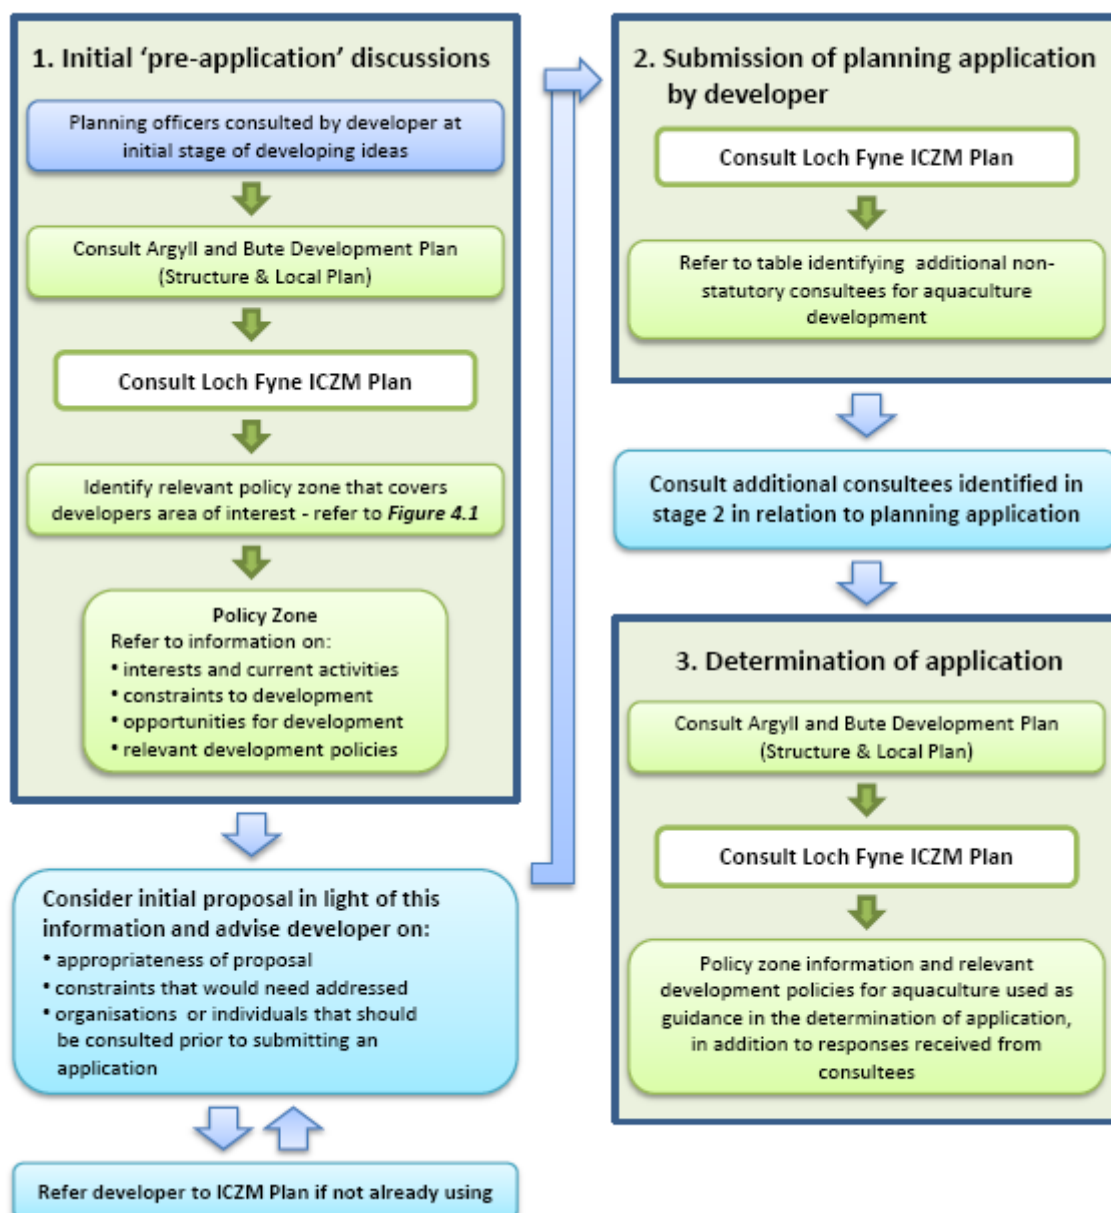 1. Initial ‘pre-application’ discussions
Planning officers consulted by developer at
initial stage of developing ideas
Consult Argyll and Bute Development Plan
(Structure & Local Plan)
Consult Loch Fyne ICZM Plan
Identify relevant policy zone that covers
developers area of interest - refer to Figure 4.1
Policy Zone
Refer to information on:
• interests and current activities
• constraints to development
• opportunities for development
• relevant development policies
Consider initial proposal in light of this
information and advise developer on:
• appropriateness of proposal
• constraints that would need addressed
• organisations or individuals that should
be consulted prior to submitting an
application
Refer developer to ICZM Plan if not already using
2. Submission of planning application
by developer
Consult Loch Fyne ICZM Plan
Refer to table identifying additional non-
statutory consultees for aquaculture
development
Consult additional consultees identified in
stage 2 in relation to planning application
3. Determination of application
Consult Argyll and Bute Development Plan
(Structure & Local Plan)
Consult Loch Fyne ICZM Plan
Policy zone information and relevant
development policies for aquaculture used as
guidance in the determination of application,
in addition to responses received from
consultees